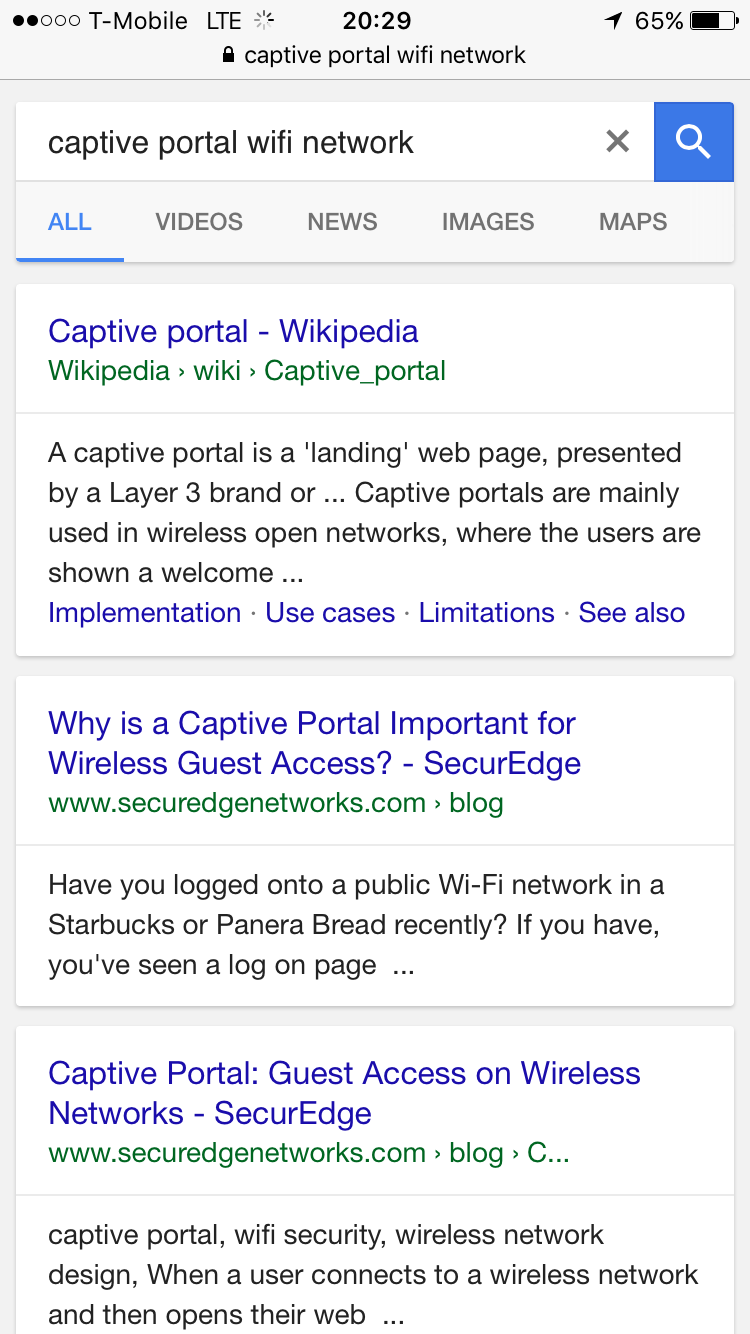 T-Mobile LTE 20:29 65%
captive portal wifi network
captive portal wifi network
ALL VIDEOS NEWS IMAGES MAPS
Captive portal - Wikipedia
Wikipedia › wiki › Captive_portal
A captive portal is a 'landing' web page, presented
by a Layer 3 brand or ... Captive portals are mainly
used in wireless open networks, where the users are
shown a welcome ...
Implementation · Use cases · Limitations · See also
Why is a Captive Portal Important for
Wireless Guest Access? - SecurEdge
www.securedgenetworks.com › blog
Have you logged onto a public Wi-Fi network in a
Starbucks or Panera Bread recently? If you have,
you've seen a log on page ...
Captive Portal: Guest Access on Wireless
Networks - SecurEdge
www.securedgenetworks.com › blog › C...
captive portal, wifi security, wireless network
design, When a user connects to a wireless network
and then opens their web ...